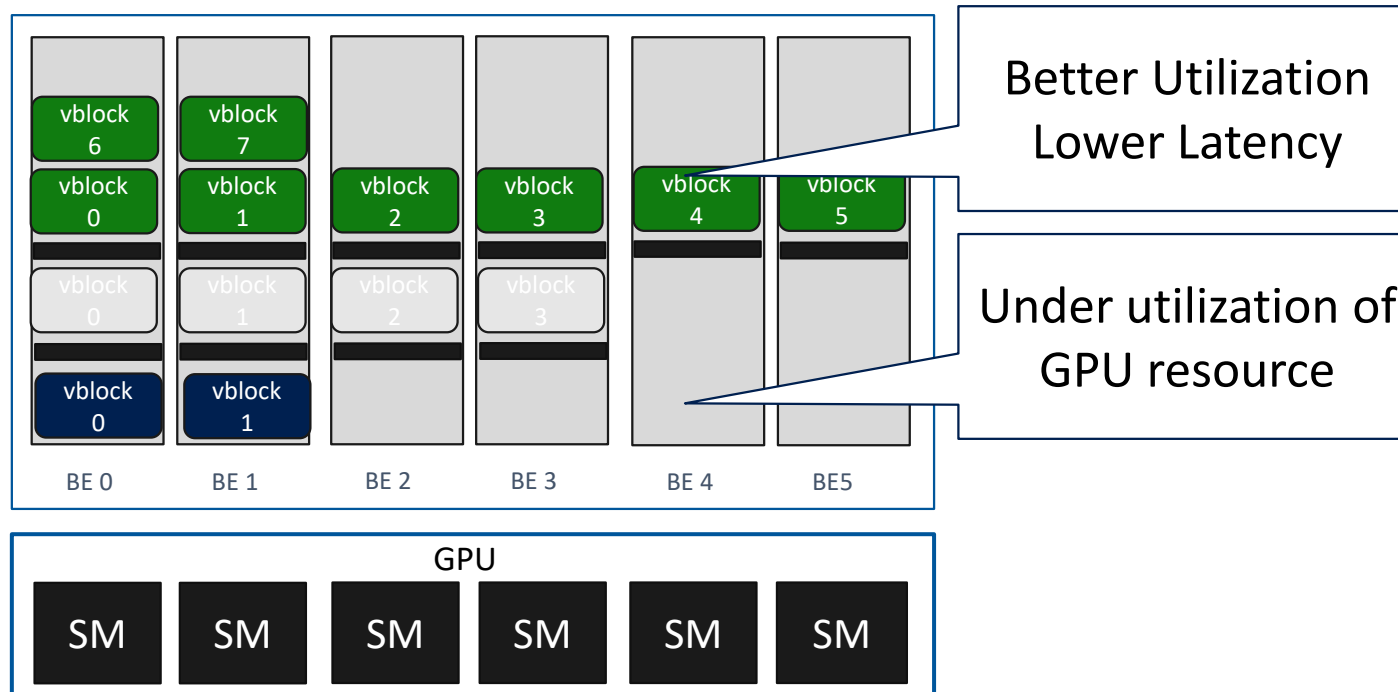 vblock
6
vblock
7
vblock
0
vblock
1
vblock
2
vblock
3
vblock
4
vblock
5
vblock
0
vblock
1
vblock
2
vblock
3
vblock
0
vblock
1
BE 0
BE 1
BE 2
BE 3
BE 4
BE5
Better Utilization
Lower Latency
Under utilization of
GPU resource
GPU
SM
SM
SM
SM
SM
SM